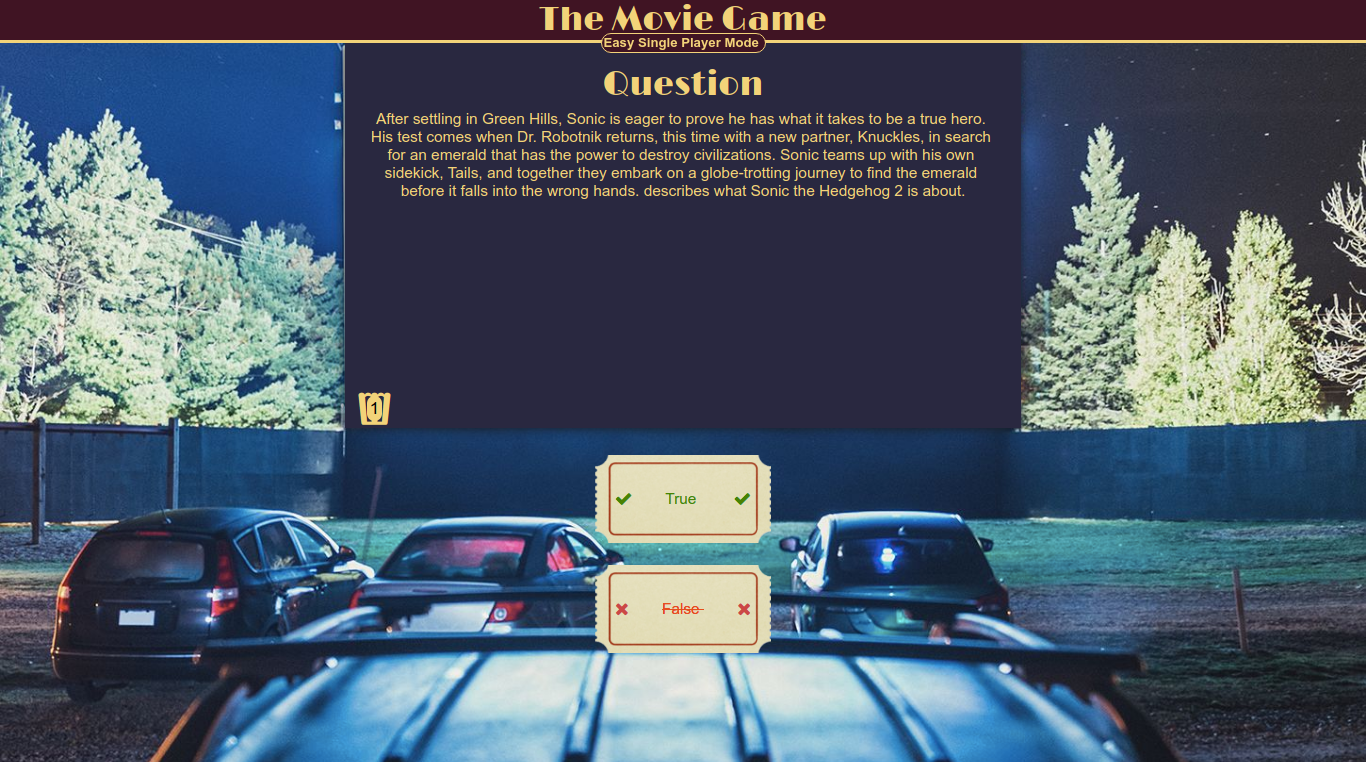 The Movie Game
Easy Single Player Mode
Question
After settling in Green Hills, Sonic is eager to prove he has what it takes to be a true hero.
His test comes when Dr. Robotnik returns, this time with a new partner, Knuckles, in search
for an emerald that has the power to destroy civilizations. Sonic teams up with his own
sidekick, Tails, and together they embark on a globe-trotting journey to find the emerald
before it falls into the wrong hands. describes what Sonic the Hedgehog 2 is about.
1
True
False